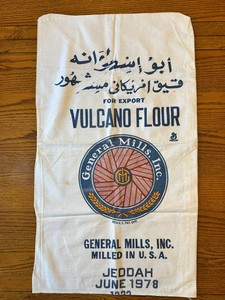 أبو إسطوانه
دقيق أمريكاني مشهور
FOR EXPORT
VULCANO FLOUR
General Mills, Inc.
GENERAL MILLS, INC.
MILLED IN U.S.A.
JEDDAH
JUNE 1978